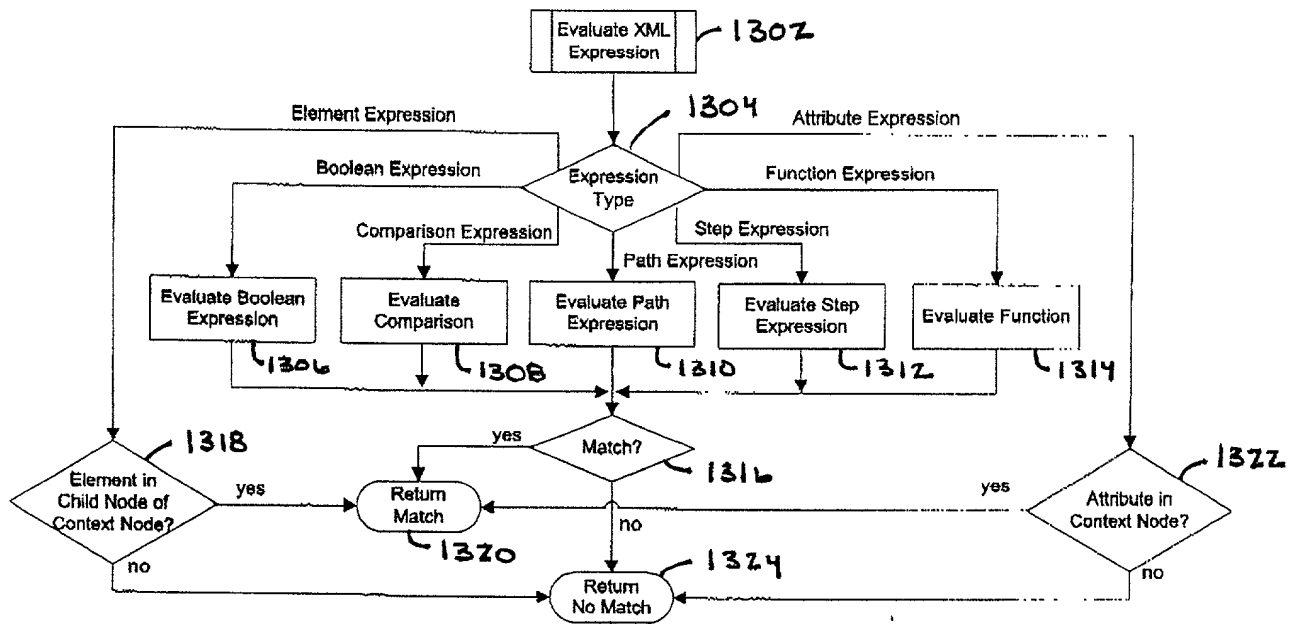 Evaluate XML
Expression
1302
1304
Element Expression
Attribute Expression
Boolean Expression
Expression
Type
Function Expression
Comparison Expression
Step Expression
Path Expression
Evaluate Boolean
Expression
Evaluate
Comparison
Evaluate Path
Expression
Evaluate Step
Expression
Evaluate Function
1306
1308
1310
1312
1314
1318
yes
Match?
1316
1322
Element in
Child Node of
Context Node?
yes
Return
Match
yes
Attribute in
Context Node?
no
1320
no
1324
no
Return
No Match